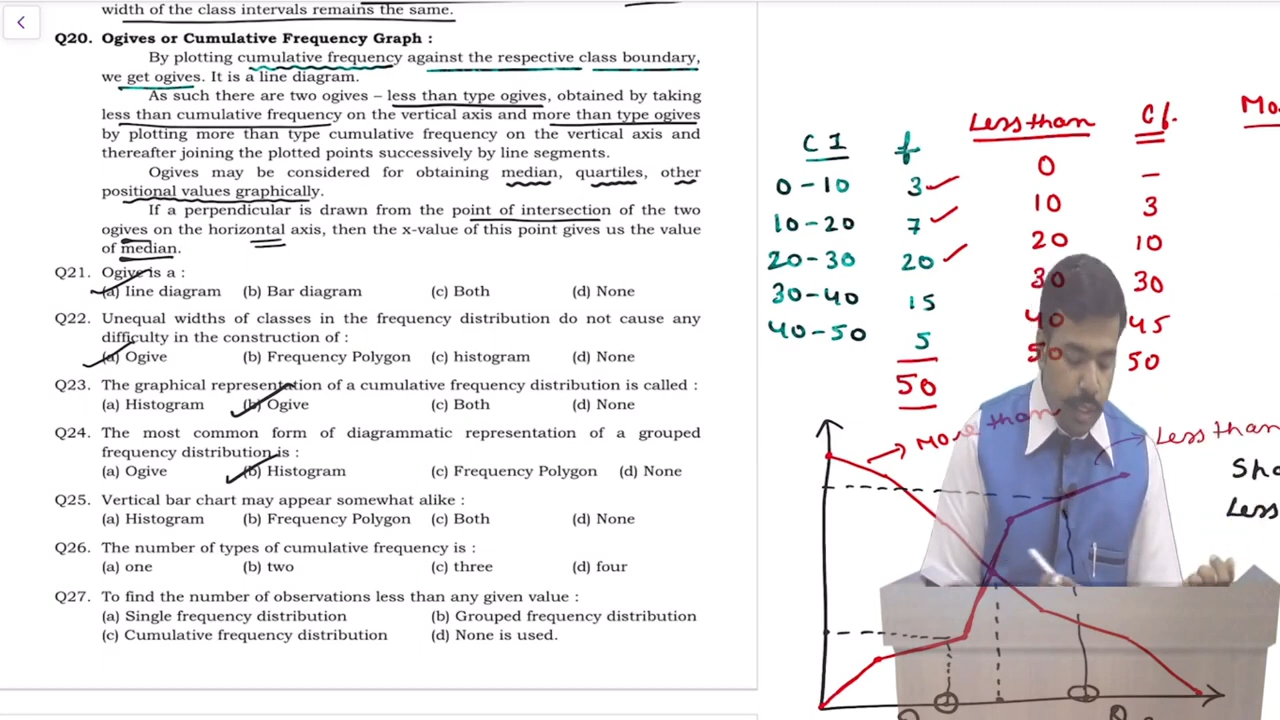 width of the class intervals remains the same.
Q20. Ogives or Cumulative Frequency Graph :
By plotting cumulative frequency against the respective class boundary,
we get ogives. It is a line diagram.
As such there are two ogives – less than type ogives, obtained by taking
less than cumulative frequency on the vertical axis and more than type ogives
by plotting more than type cumulative frequency on the vertical axis and
thereafter joining the plotted points successively by line segments.
Ogives may be considered for obtaining median, quartiles, other
positional values graphically.
If a perpendicular is drawn from the point of intersection of the two
ogives on the horizontal axis, then the x-value of this point gives us the value
of median.
Q21. Ogive is a :
(a) line diagram (b) Bar diagram (c) Both (d) None
Q22. Unequal widths of classes in the frequency distribution do not cause any
difficulty in the construction of :
(a) Ogive (b) Frequency Polygon (c) histogram (d) None
Q23. The graphical representation of a cumulative frequency distribution is called :
(a) Histogram (b) Ogive (c) Both (d) None
Q24. The most common form of diagrammatic representation of a grouped
frequency distribution is :
(a) Ogive (b) Histogram (c) Frequency Polygon (d) None
Q25. Vertical bar chart may appear somewhat alike :
(a) Histogram (b) Frequency Polygon (c) Both (d) None
Q26. The number of types of cumulative frequency is :
(a) one (b) two (c) three (d) four
Q27. To find the number of observations less than any given value :
(a) Single frequency distribution (b) Grouped frequency distribution
(c) Cumulative frequency distribution (d) None is used.
CI f Less than Cf. Mo
0-10 3 0 –
10-20 7 10 3
20-30 20 20 10
30-40 15 30 30
40-50 5 40 45
50 50 50
More than
Less than
Sho
Less